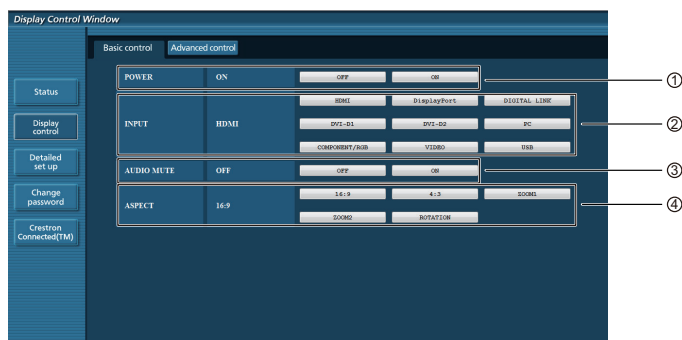 Display Control Window
Basic control Advanced control
Status
Display
control
Detailed
set up
Change
password
Crestron
Connected(TM)
POWER ON OFF ON
①
INPUT HDMI
HDMI DisplayPort DIGITAL LINK
DVI-D1 DVI-D2 PC
COMPONENT/RGB VIDEO USB
②
AUDIO MUTE OFF OFF ON
③
ASPECT 16:9
16:9 4:3 ZOOM1
ZOOM2 ROTATION
④